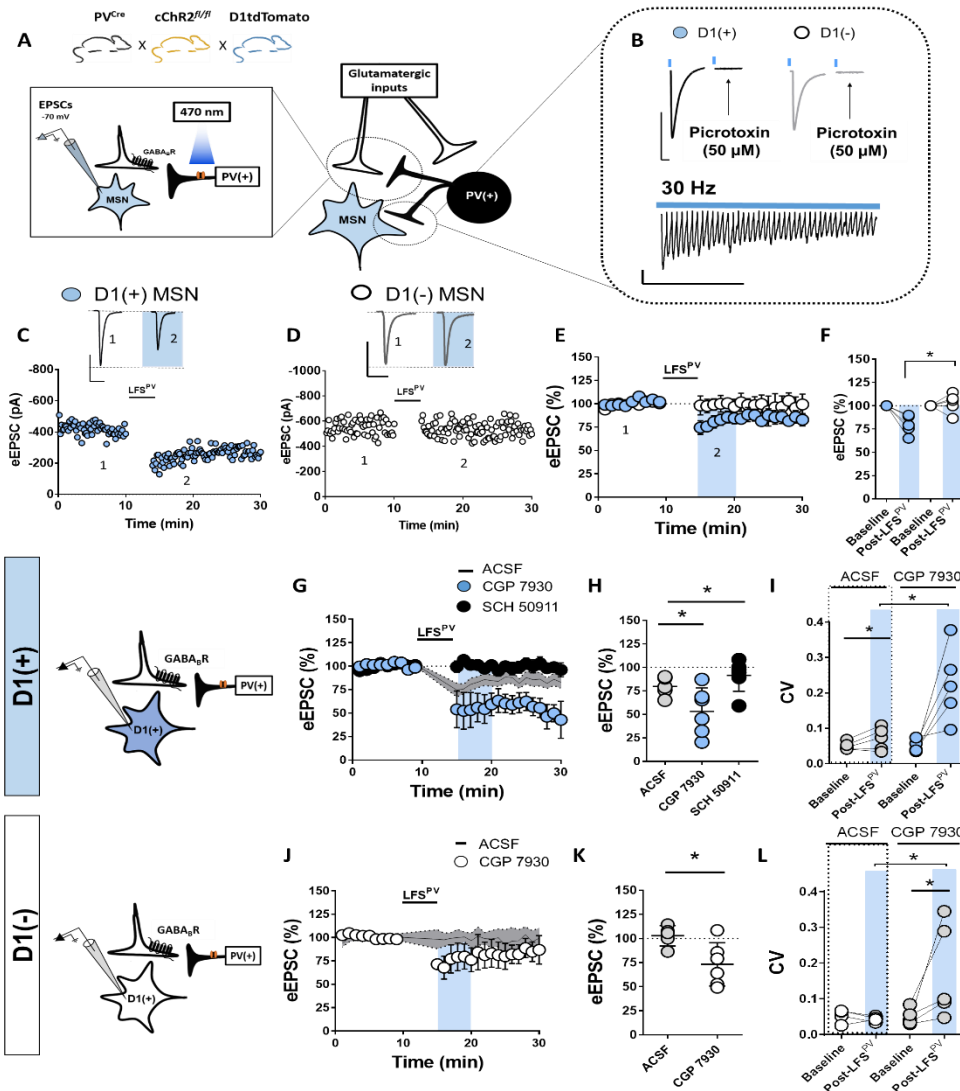 A
PV^Cre cChR2^fl/fl D1tdTomato
X X
EPSCs
-70 mV
470 nm
GABA_BR
PV(+)
MSN
Glutamatergic
inputs
MSN
PV(+)
B
D1(+) D1(-)
Picrotoxin
(50 µM)
Picrotoxin
(50 µM)
30 Hz
D1(+) MSN
C
1
2
LFS^PV
eEPSC (pA)
-800
-600
-400
-200
0
1
2
0 10 20 30
Time (min)
D1(-) MSN
D
1
2
LFS^PV
eEPSC (pA)
-1000
-800
-600
-400
-200
0
1
2
0 10 20 30
Time (min)
E
LFS^PV
eEPSC (%)
150
125
100
75
50
25
0
1
2
0 10 20 30
Time (min)
F
*
eEPSC (%)
150
125
100
75
50
25
0
Baseline
Post-LFS^PV
Baseline
Post-LFS^PV
D1(+)
GABA_BR
PV(+)
D1(+)
G
ACSF
CGP 7930
SCH 50911
LFS^PV
eEPSC (%)
150
125
100
75
50
25
0
0 10 20 30
Time (min)
H
*
*
eEPSC (%)
150
125
100
75
50
25
0
ACSF
CGP 7930
SCH 50911
I
ACSF CGP 7930
*
*
CV
0.4
0.3
0.2
0.1
0.0
Baseline
Post-LFS^PV
Baseline
Post-LFS^PV
D1(-)
GABA_BR
PV(+)
D1(+)
J
ACSF
CGP 7930
LFS^PV
eEPSC (%)
150
125
100
75
50
25
0
0 10 20 30
Time (min)
K
*
eEPSC (%)
150
125
100
75
50
25
0
ACSF
CGP 7930
L
ACSF CGP 7930
*
*
CV
0.4
0.3
0.2
0.1
0.0
Baseline
Post-LFS^PV
Baseline
Post-LFS^PV